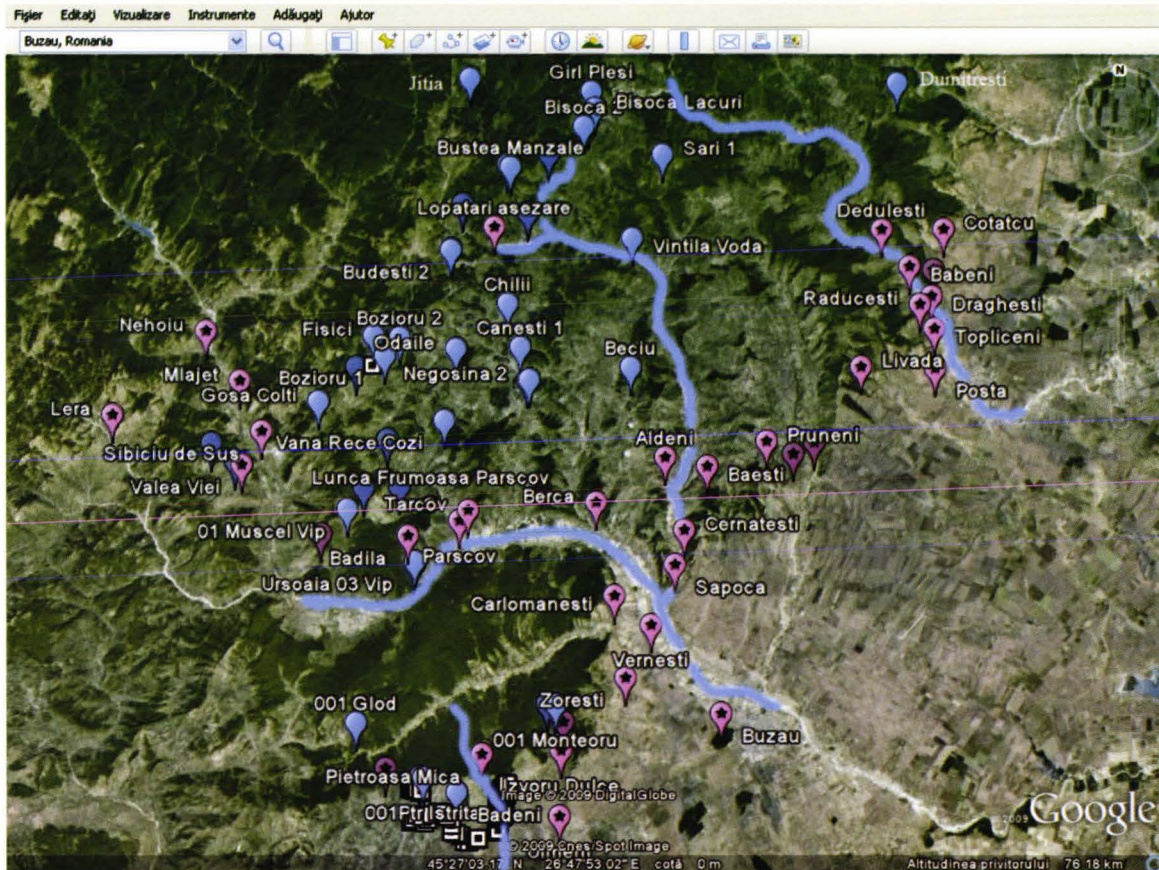 Fişier Editaţi Vizualizare Instrumente Adăugaţi Ajutor
Buzau, Romania
N
Jitia
Girl Plesi
Dumitresti
Bisoca 2
Bisoca Lacuri
Bustea Manzale
Sari 1
Lopatari asezare
Dedulesti
Cotatcu
Vintila Voda
Budesti 2
Babeni
Chilii
Raducesti
Draghesti
Nehoiu
Fisici
Bozioru 2
Canesti 1
Topliceni
Odaile
Beciu
Livada
Mlajet
Bozioru 1
Negosina 2
Gosa Colti
Posta
Lera
Vana Rece Cozi
Aldeni
Pruneni
Sibiciu de Sus
Valea Viei
Lunca Frumoasa Parscov
Baesti
Tarcov
Berca
01 Muscel Vip
Cernatesti
Badila
Parscov
Ursoaia 03 Vip
Sapoca
Carlomanesti
Vernesti
001 Glod
Zoresti
001 Monteoru
Buzau
Pietroasa Mica
Izvoru Dulce
Image © 2009 DigitalGlobe
Istrita
Badeni
© 2009 Google
© 2009 Cnes/Spot Image
45°27'03.17" N 26°47'53.02" E cotă 0 m
Altitudinea privitorului 76.18 km